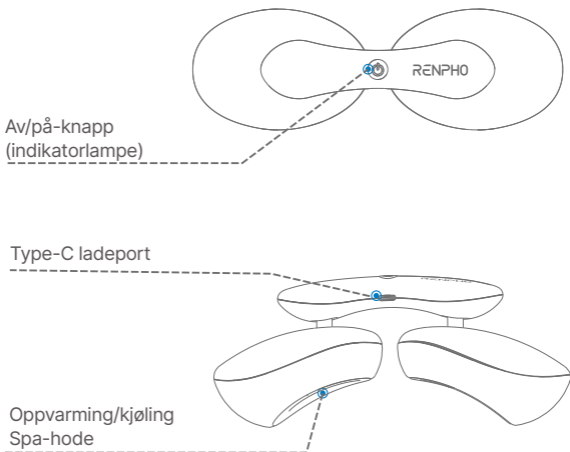 RENPHO
Av/på-knapp
(indikatorlampe)
Type-C ladeport
Oppvarming/kjøling
Spa-hode